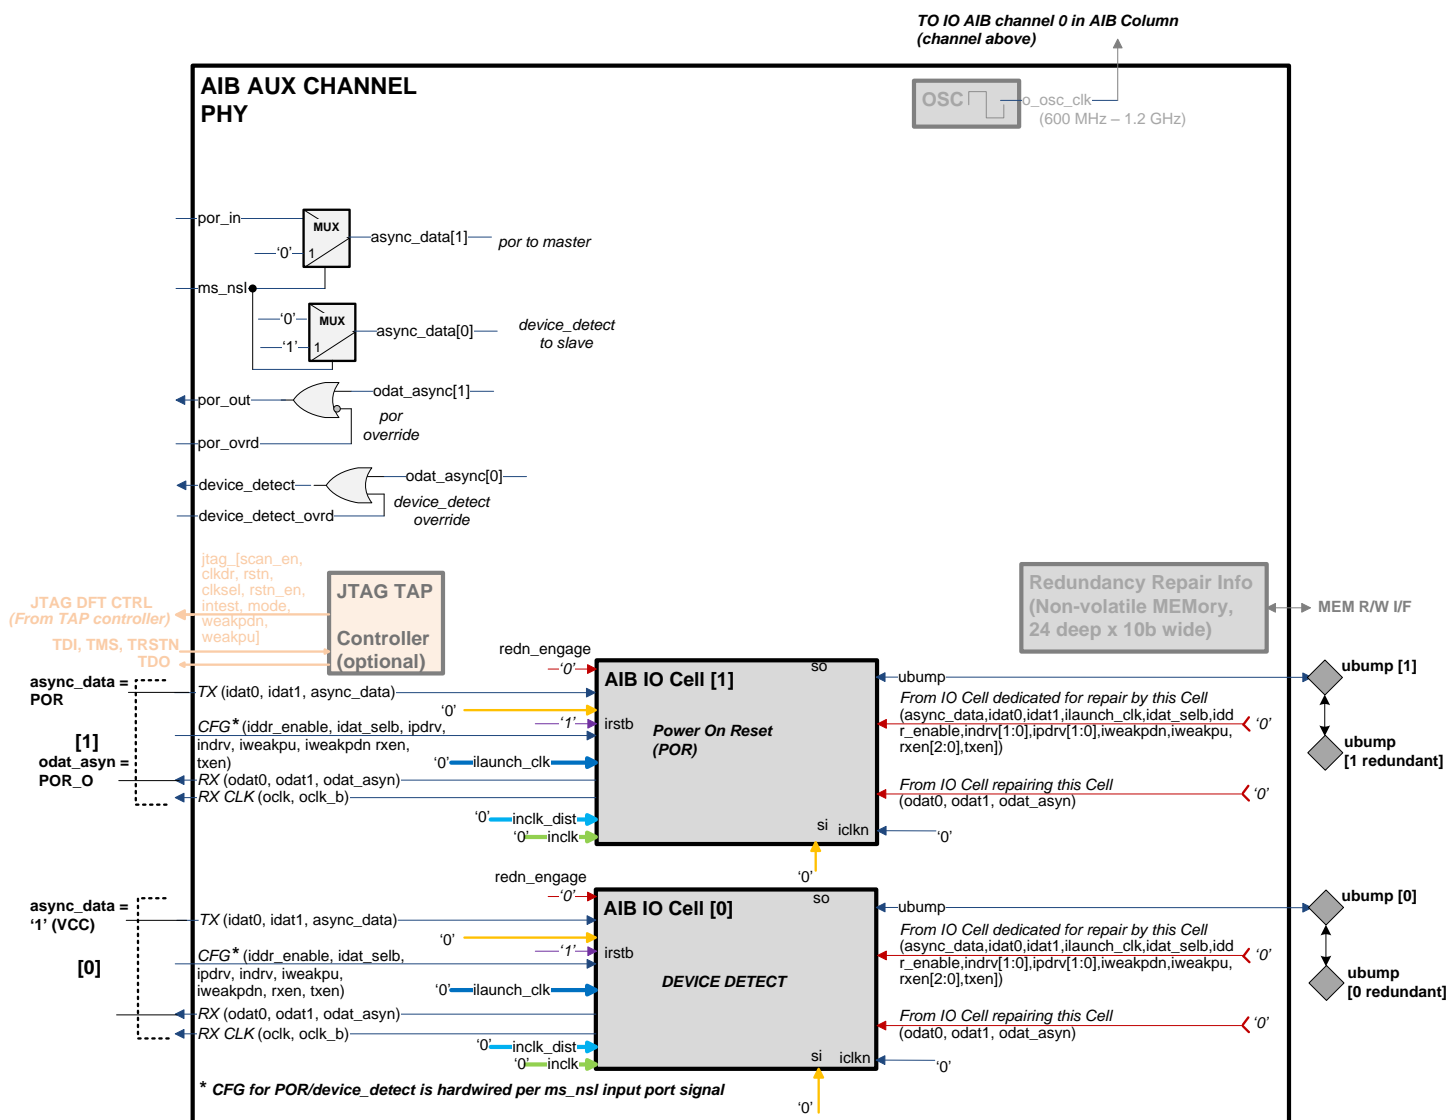 TO IO AIB channel 0 in AIB Column
(channel above)
AIB AUX CHANNEL
PHY
OSC
o_osc_clk
(600 MHz – 1.2 GHz)
por_in
MUX
‘0’
1
async_data[1]
por to master
ms_nsl
‘0’
MUX
‘1’
1
async_data[0]
device_detect
to slave
por_out
odat_async[1]
por
override
por_ovrd
device_detect
odat_async[0]
device_detect
override
device_detect_ovrd
jtag_[scan_en,
clkdr, rstn,
clksel, rstn_en,
intest, mode,
weakpdn,
weakpu]
JTAG DFT CTRL
(From TAP controller)
TDI, TMS, TRSTN
TDO
JTAG TAP
Controller
(optional)
Redundancy Repair Info
(Non-volatile MEMory,
24 deep x 10b wide)
MEM R/W I/F
async_data =
POR
[1]
odat_asyn =
POR_O
redn_engage
‘0’
TX (idat0, idat1, async_data)
‘0’
CFG* (iddr_enable, idat_selb, ipdrv,
indrv, iweakpu, iweakpdn rxen,
txen)
‘1’
irstb
‘0’
ilaunch_clk
RX (odat0, odat1, odat_asyn)
RX CLK (oclk, oclk_b)
‘0’
inclk_dist
‘0’
inclk
AIB IO Cell [1]
so
Power On Reset
(POR)
si
iclkn
‘0’
‘0’
ubump
From IO Cell dedicated for repair by this Cell
(async_data,idat0,idat1,ilaunch_clk,idat_selb,idd
r_enable,indrv[1:0],ipdrv[1:0],iweakpdn,iweakpu,
rxen[2:0],txen])
‘0’
From IO Cell repairing this Cell
(odat0, odat1, odat_asyn)
‘0’
ubump [1]
ubump
[1 redundant]
async_data =
‘1’ (VCC)
[0]
redn_engage
‘0’
TX (idat0, idat1, async_data)
‘0’
CFG* (iddr_enable, idat_selb,
ipdrv, indrv, iweakpu,
iweakpdn, rxen, txen)
‘1’
irstb
‘0’
ilaunch_clk
RX (odat0, odat1, odat_asyn)
RX CLK (oclk, oclk_b)
‘0’
inclk_dist
‘0’
inclk
AIB IO Cell [0]
so
DEVICE DETECT
si
iclkn
‘0’
‘0’
ubump
From IO Cell dedicated for repair by this Cell
(async_data,idat0,idat1,ilaunch_clk,idat_selb,idd
r_enable,indrv[1:0],ipdrv[1:0],iweakpdn,iweakpu,
rxen[2:0],txen])
‘0’
From IO Cell repairing this Cell
(odat0, odat1, odat_asyn)
‘0’
ubump [0]
ubump
[0 redundant]
* CFG for POR/device_detect is hardwired per ms_nsl input port signal